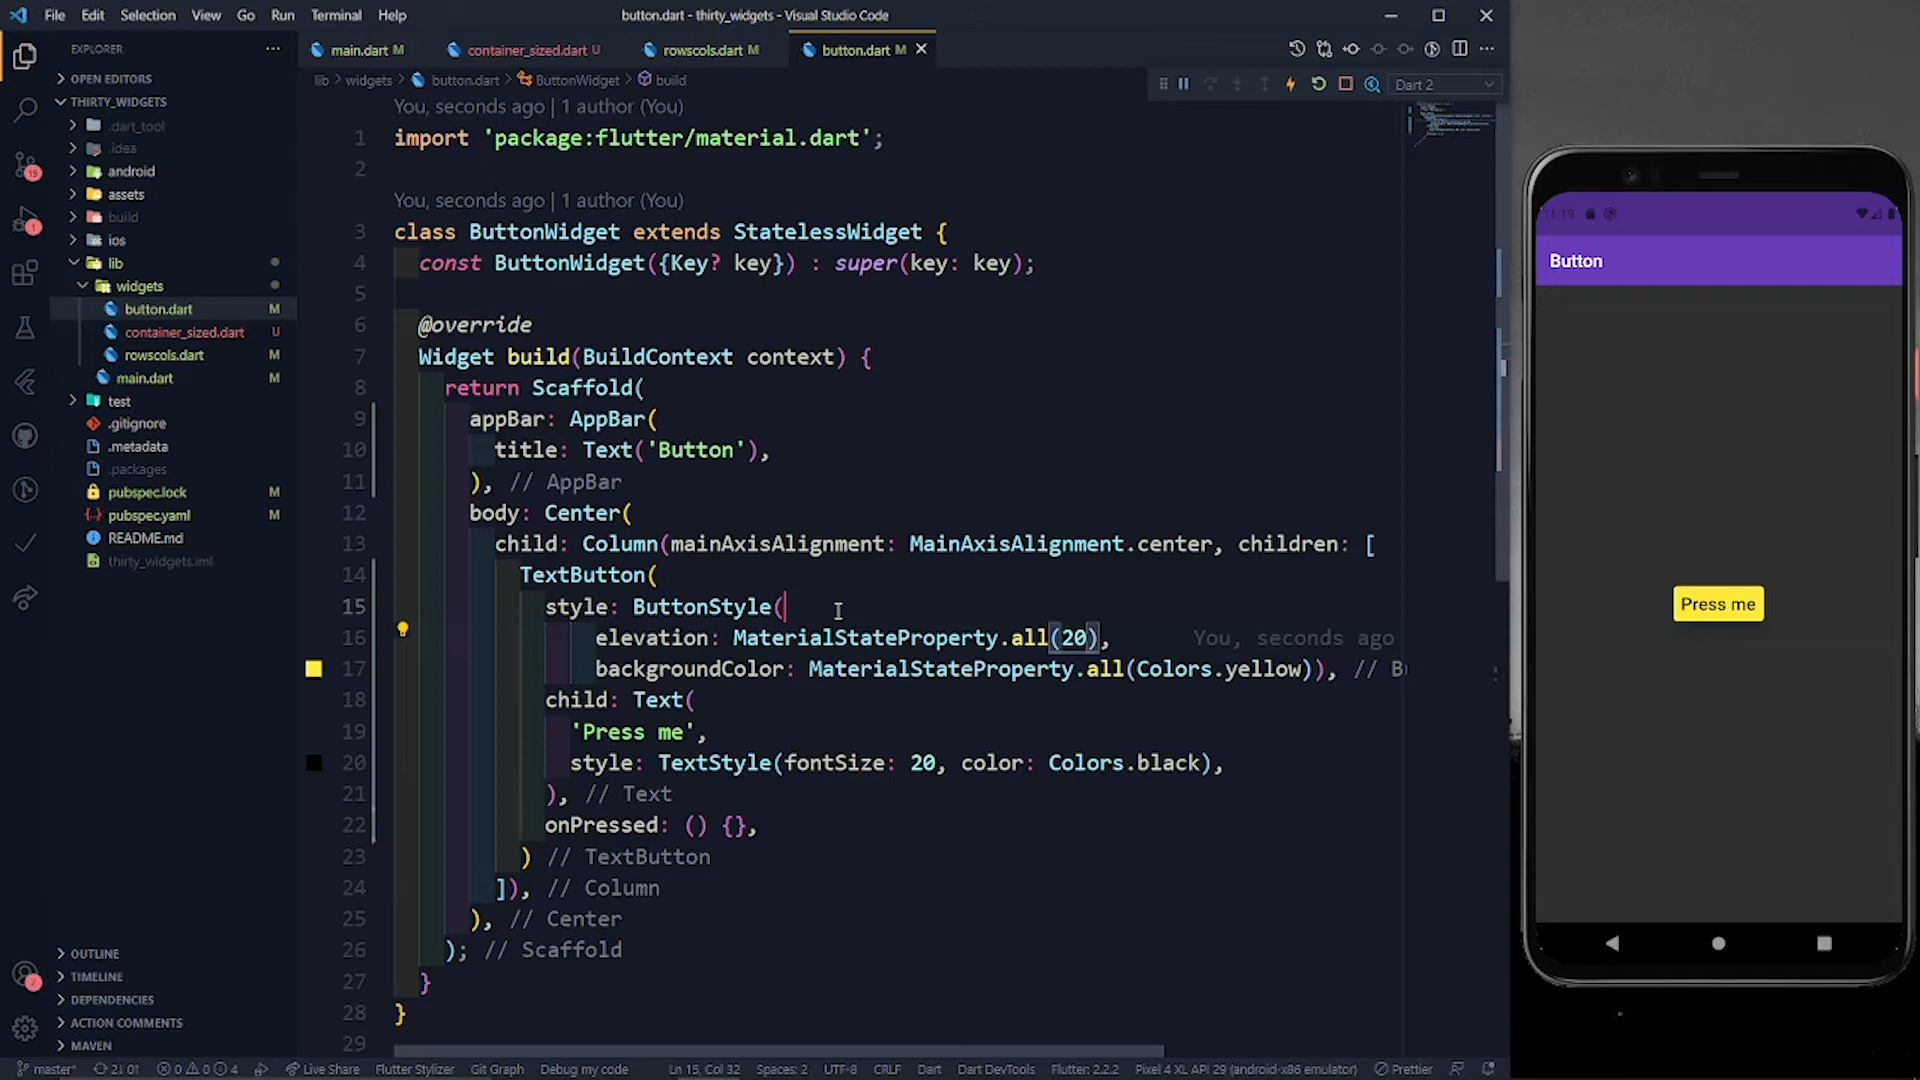 File Edit Selection View Go Run Terminal Help
button.dart - thirty_widgets - Visual Studio Code
EXPLORER
OPEN EDITORS
THIRTY_WIDGETS
.dart_tool
.idea
android
assets
build
ios
lib
widgets
button.dart M
container_sized.dart U
rowscols.dart M
main.dart M
test
.gitignore
.metadata
.packages
pubspec.lock M
pubspec.yaml M
README.md
thirty_widgets.iml
OUTLINE
TIMELINE
DEPENDENCIES
ACTION COMMENTS
MAVEN
19
1
2
main.dart M container_sized.dart U rowscols.dart M button.dart M
lib > widgets > button.dart > ButtonWidget > build
Dart 2
You, seconds ago | 1 author (You)
1 import 'package:flutter/material.dart';
2
You, seconds ago | 1 author (You)
3 class ButtonWidget extends StatelessWidget {
4 const ButtonWidget({Key? key}) : super(key: key);
5
6 @override
7 Widget build(BuildContext context) {
8 return Scaffold(
9 appBar: AppBar(
10 title: Text('Button'),
11 ), // AppBar
12 body: Center(
13 child: Column(mainAxisAlignment: MainAxisAlignment.center, children: [
14 TextButton(
15 style: ButtonStyle(
16 elevation: MaterialStateProperty.all(20), You, seconds ago
17 backgroundColor: MaterialStateProperty.all(Colors.yellow)), // B
18 child: Text(
19 'Press me',
20 style: TextStyle(fontSize: 20, color: Colors.black),
21 ), // Text
22 onPressed: () {},
23 ) // TextButton
24 ]), // Column
25 ), // Center
26 ); // Scaffold
27 }
28 }
29
11:19
Button
Press me
master* 2↓ 0↑ 0 0 4 Live Share Flutter Stylizer Git Graph Debug my code Ln 15, Col 32 Spaces: 2 UTF-8 CRLF Dart Dart DevTools Flutter: 2.2.2 Pixel 4 XL API 29 (android-x86 emulator) Prettier